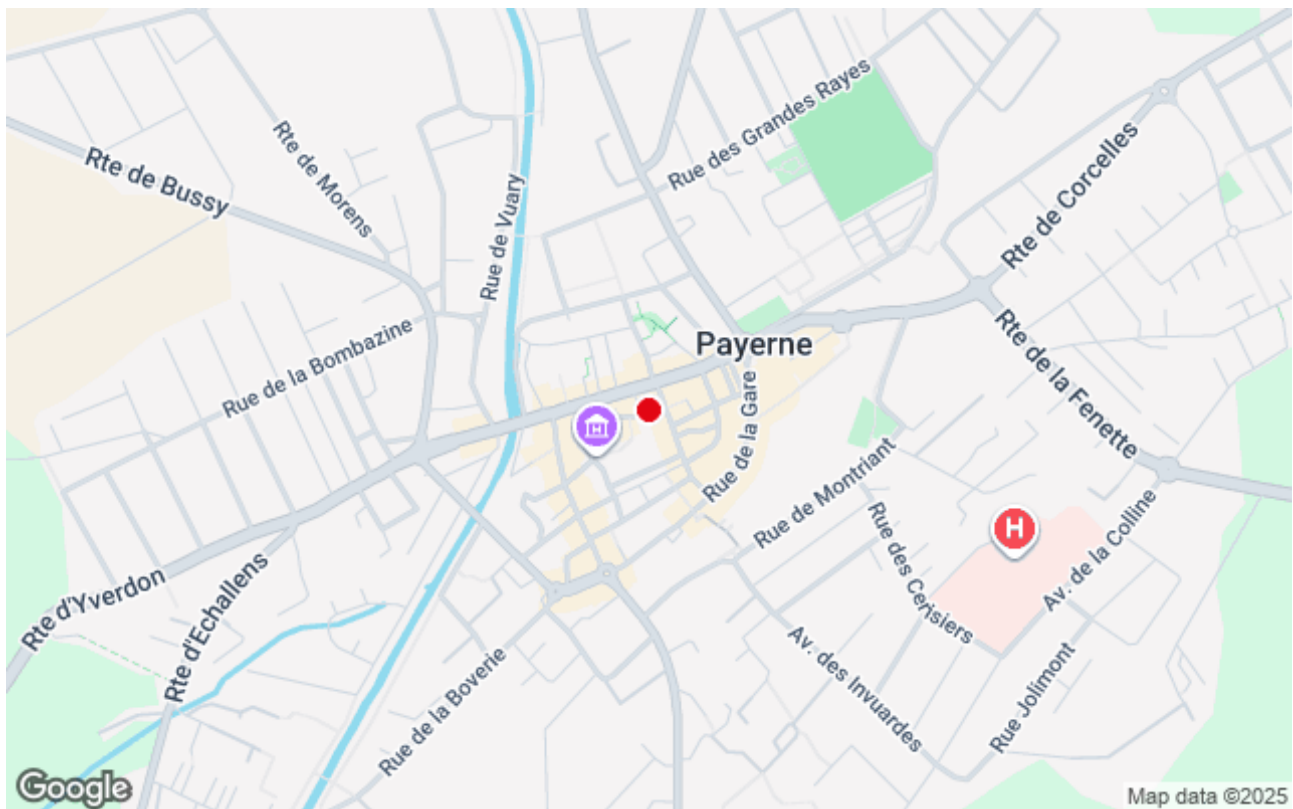 Rue des Grandes Rayes
Rte de Morens
Rte de Bussy
Rue de Vuary
Rte de Corcelles
Rue de la Bombazine
Payerne
Rue de la Gare
Rte de la Fenette
Rue de Montriant
H
Rue des Cerisiers
Av. de la Colline
Rte d'Yverdon
Rte d'Echallens
Rue de la Boverie
Av. des Invuardes
Rue Jolimont
Google
Map data ©2025